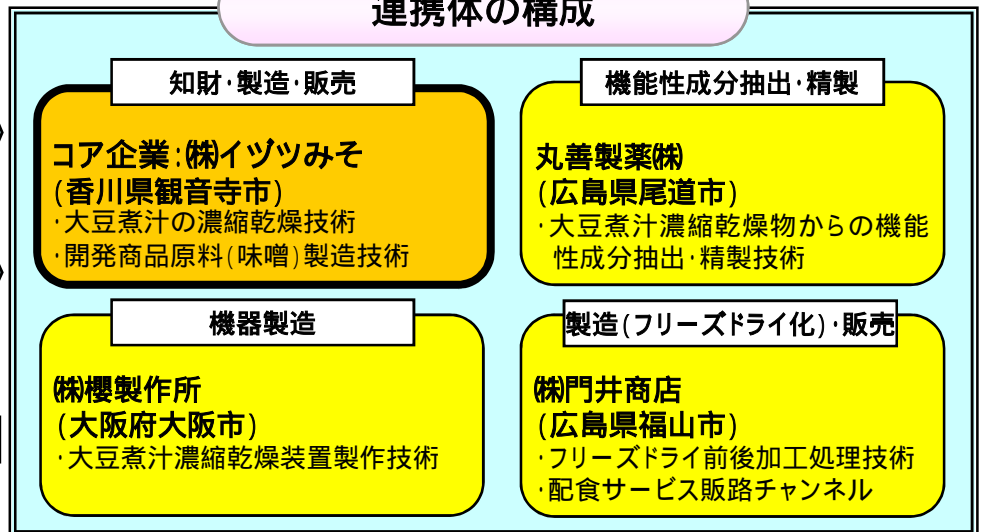 連携体の構成
知財・製造・販売
コア企業:㈱イヅツみそ
(香川県観音寺市)
・大豆煮汁の濃縮乾燥技術
・開発商品原料(味噌)製造技術
機能性成分抽出・精製
丸善製薬㈱
(広島県尾道市)
・大豆煮汁濃縮乾燥物からの機能
性成分抽出・精製技術
機器製造
㈱櫻製作所
(大阪府大阪市)
・大豆煮汁濃縮乾燥装置製作技術
製造(フリーズドライ化)・販売
㈱門井商店
(広島県福山市)
・フリーズドライ前後加工処理技術
・配食サービス販路チャンネル